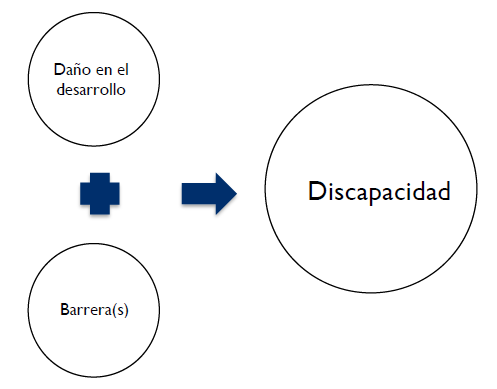 Daño en el
desarrollo
Discapacidad
Barrera(s)